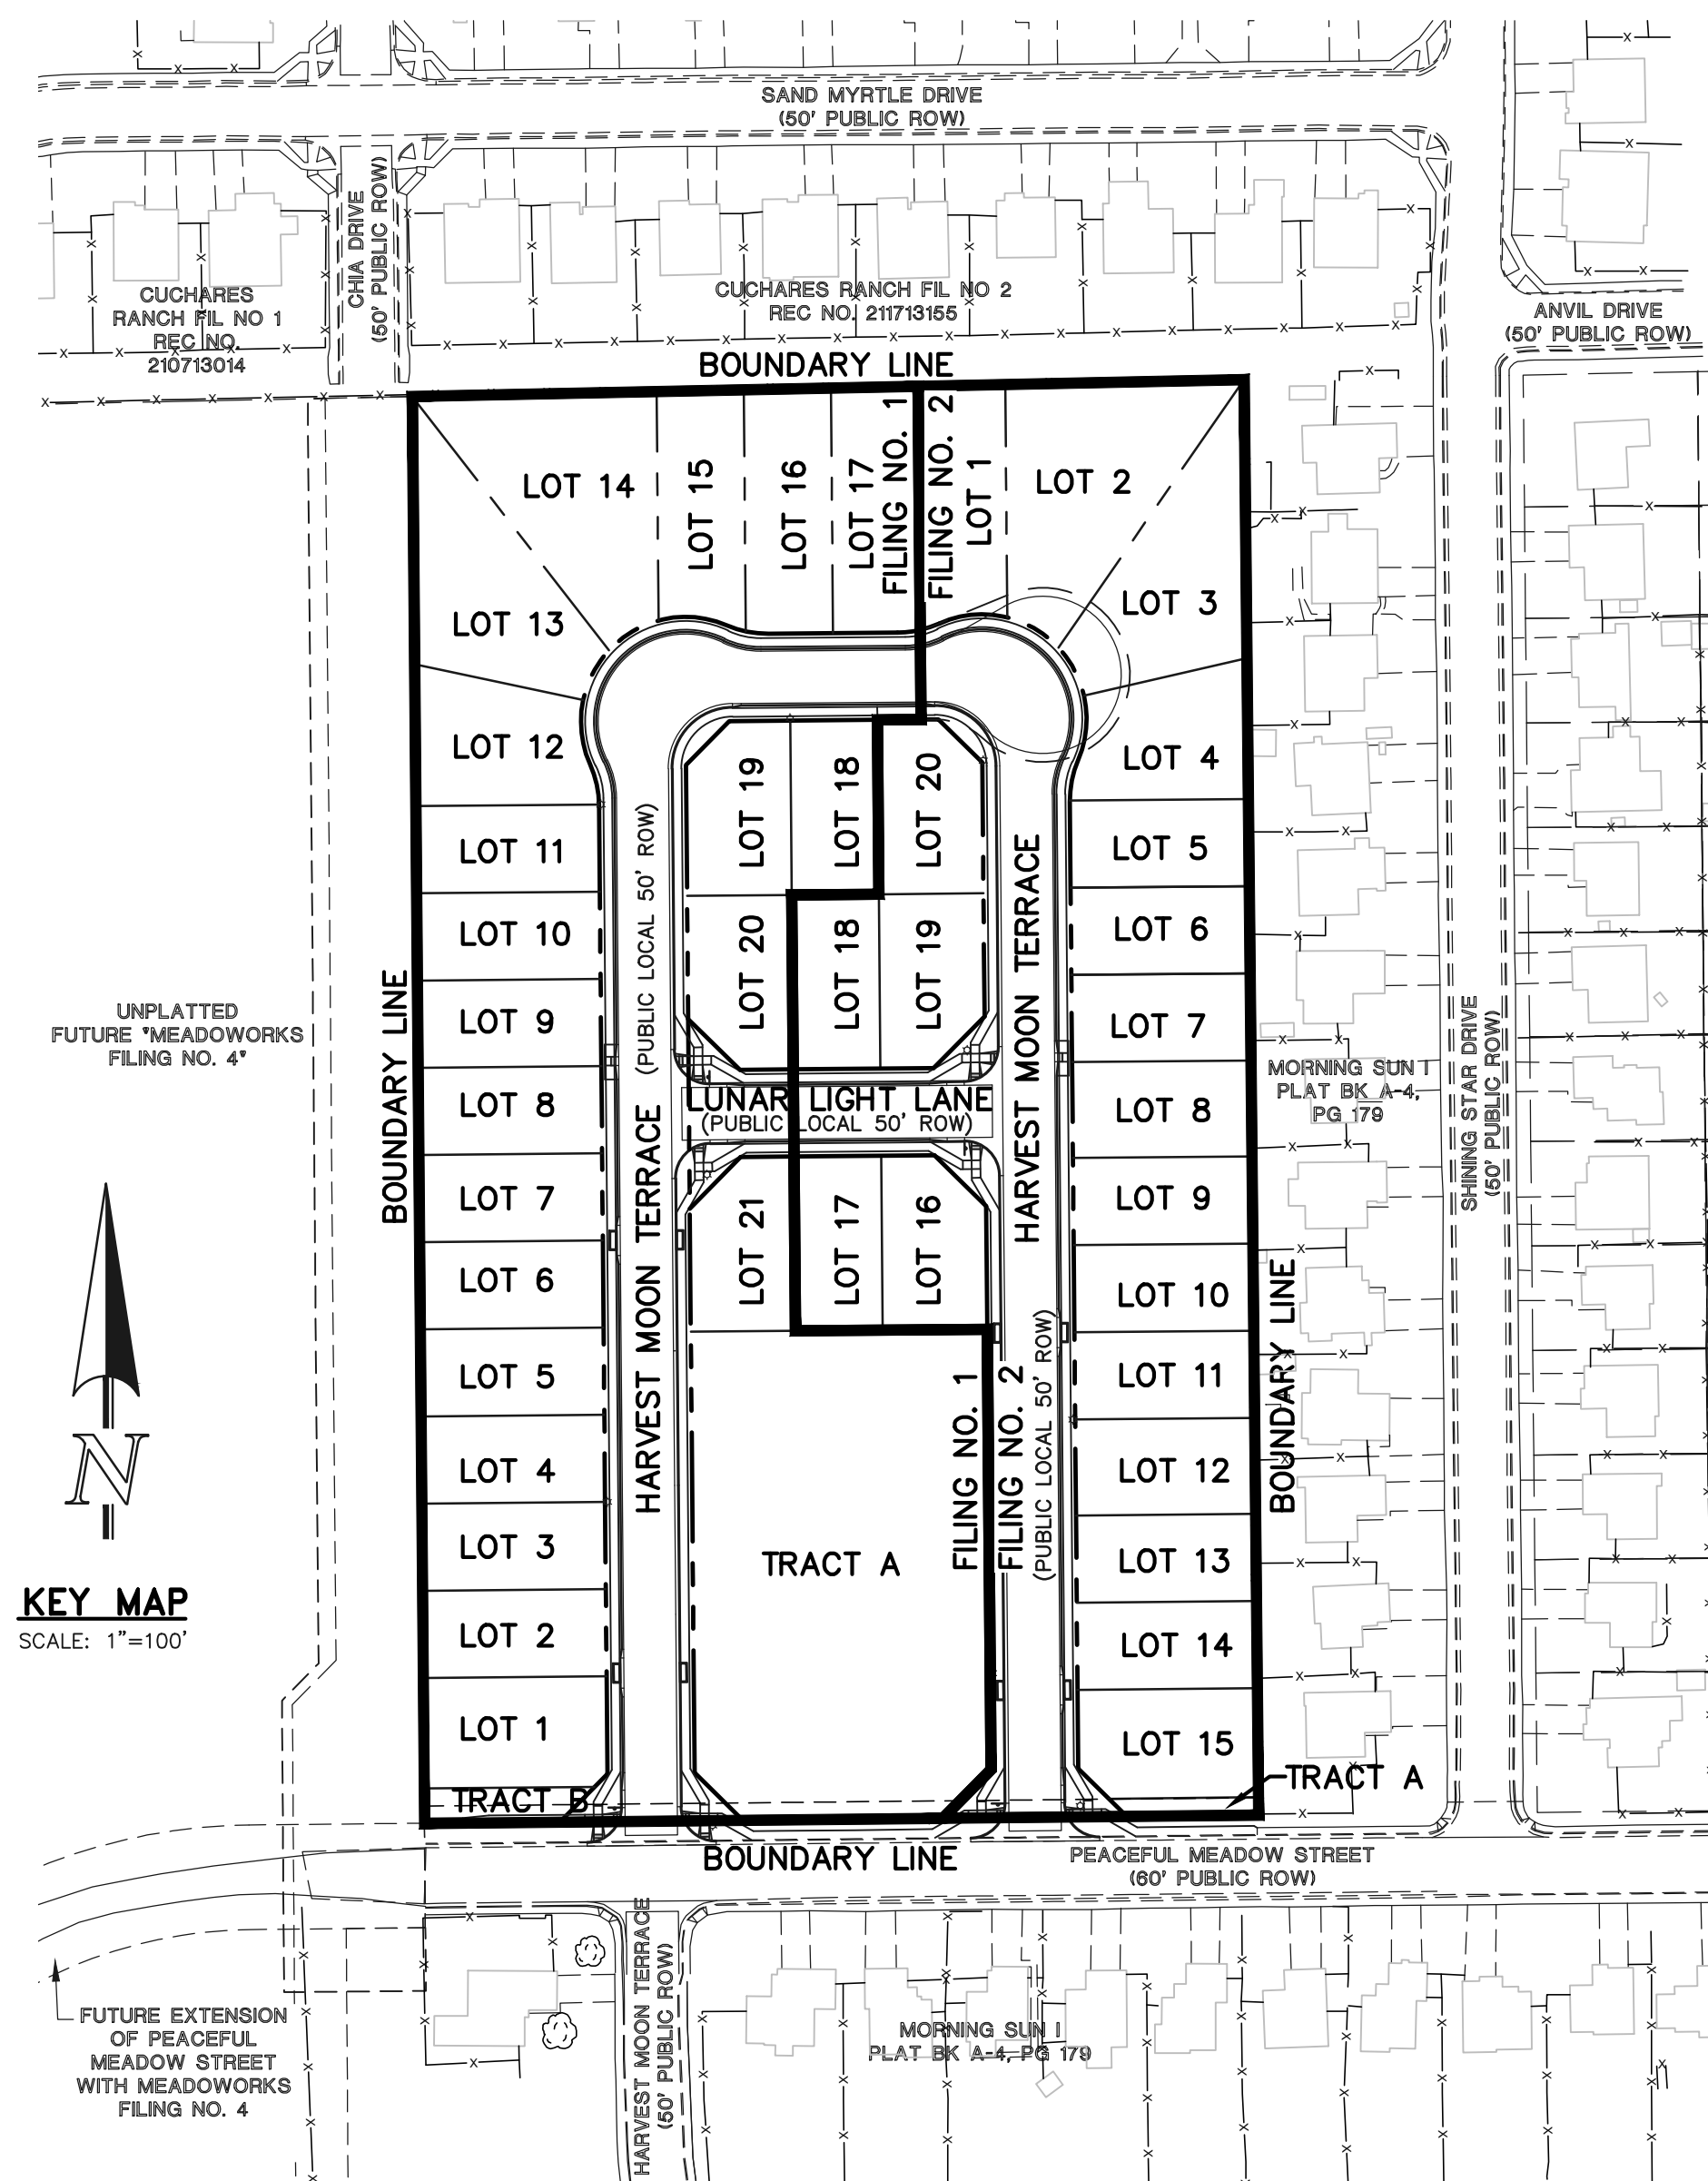 SAND MYRTLE DRIVE
(50' PUBLIC ROW)
CHIA DRIVE
(50' PUBLIC ROW)
CUCHARES
RANCH FIL NO 1
REC NO.
210713014
CUCHARES RANCH FIL NO 2
REC NO. 211713155
ANVIL DRIVE
(50' PUBLIC ROW)
BOUNDARY LINE
FILING NO. 1
FILING NO. 2
LOT 14
LOT 15
LOT 16
LOT 17
LOT 1
LOT 2
LOT 13
LOT 3
LOT 12
LOT 4
LOT 19
LOT 18
LOT 20
LOT 11
LOT 5
LOT 10
LOT 6
LOT 20
LOT 18
LOT 19
LOT 9
LOT 7
HARVEST MOON TERRACE
(PUBLIC LOCAL 50' ROW)
HARVEST MOON TERRACE
(PUBLIC LOCAL 50' ROW)
BOUNDARY LINE
UNPLATTED
FUTURE "MEADOWORKS
FILING NO. 4"
MORNING SUN I
PLAT BK A-4,
PG 179
SHINING STAR DRIVE
(50' PUBLIC ROW)
LUNAR LIGHT LANE
(PUBLIC LOCAL 50' ROW)
LOT 8
LOT 8
LOT 7
LOT 9
LOT 21
LOT 17
LOT 16
LOT 6
LOT 10
BOUNDARY LINE
LOT 5
LOT 11
FILING NO. 1
FILING NO. 2
LOT 4
LOT 12
N
LOT 3
TRACT A
LOT 13
KEY MAP
SCALE: 1"=100'
LOT 2
LOT 14
LOT 1
LOT 15
TRACT B
TRACT A
BOUNDARY LINE
PEACEFUL MEADOW STREET
(60' PUBLIC ROW)
HARVEST MOON TERRACE
(50' PUBLIC ROW)
FUTURE EXTENSION
OF PEACEFUL
MEADOW STREET
WITH MEADOWORKS
FILING NO. 4
MORNING SUN I
PLAT BK A-4, PG 179